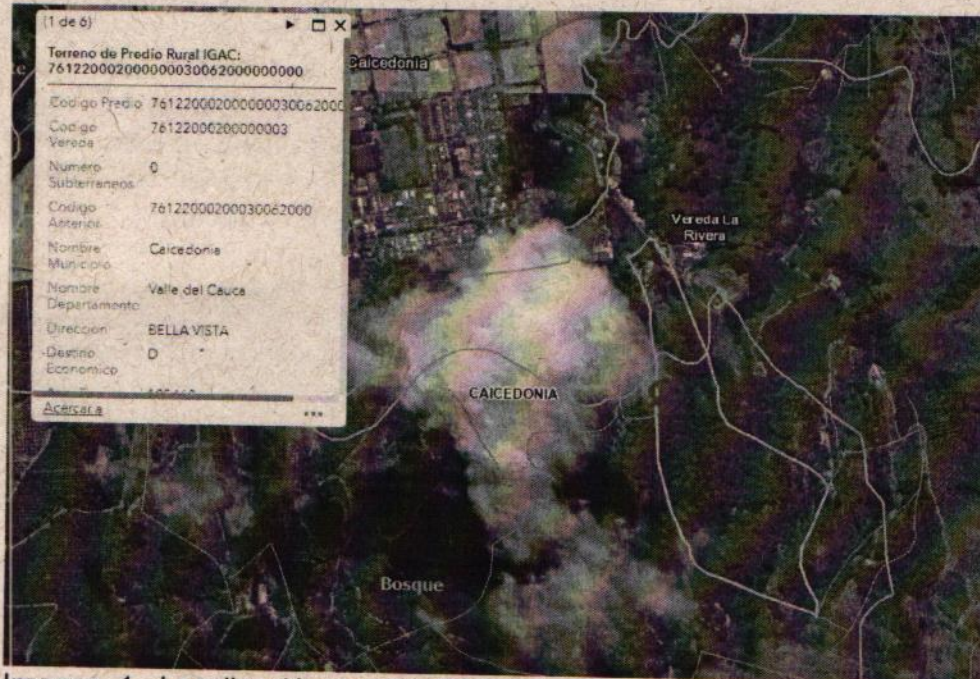 (1 de 6)
Terreno de Predio Rural IGAC:
761220002000000030062000000000
Codigo Predio 761220002000000030062000
Codigo 76122000200000003
Vereda
Numero 0
Subterraneos
Codigo 76122000200030062000
Anterior
Nombre Caicedonia
Municipio
Nombre Valle del Cauca
Departamento
Direccion BELLA VISTA
Destino D
Economico
Acercar a
Caicedonia
Vereda La
Rivera
CAICEDONIA
Bosque